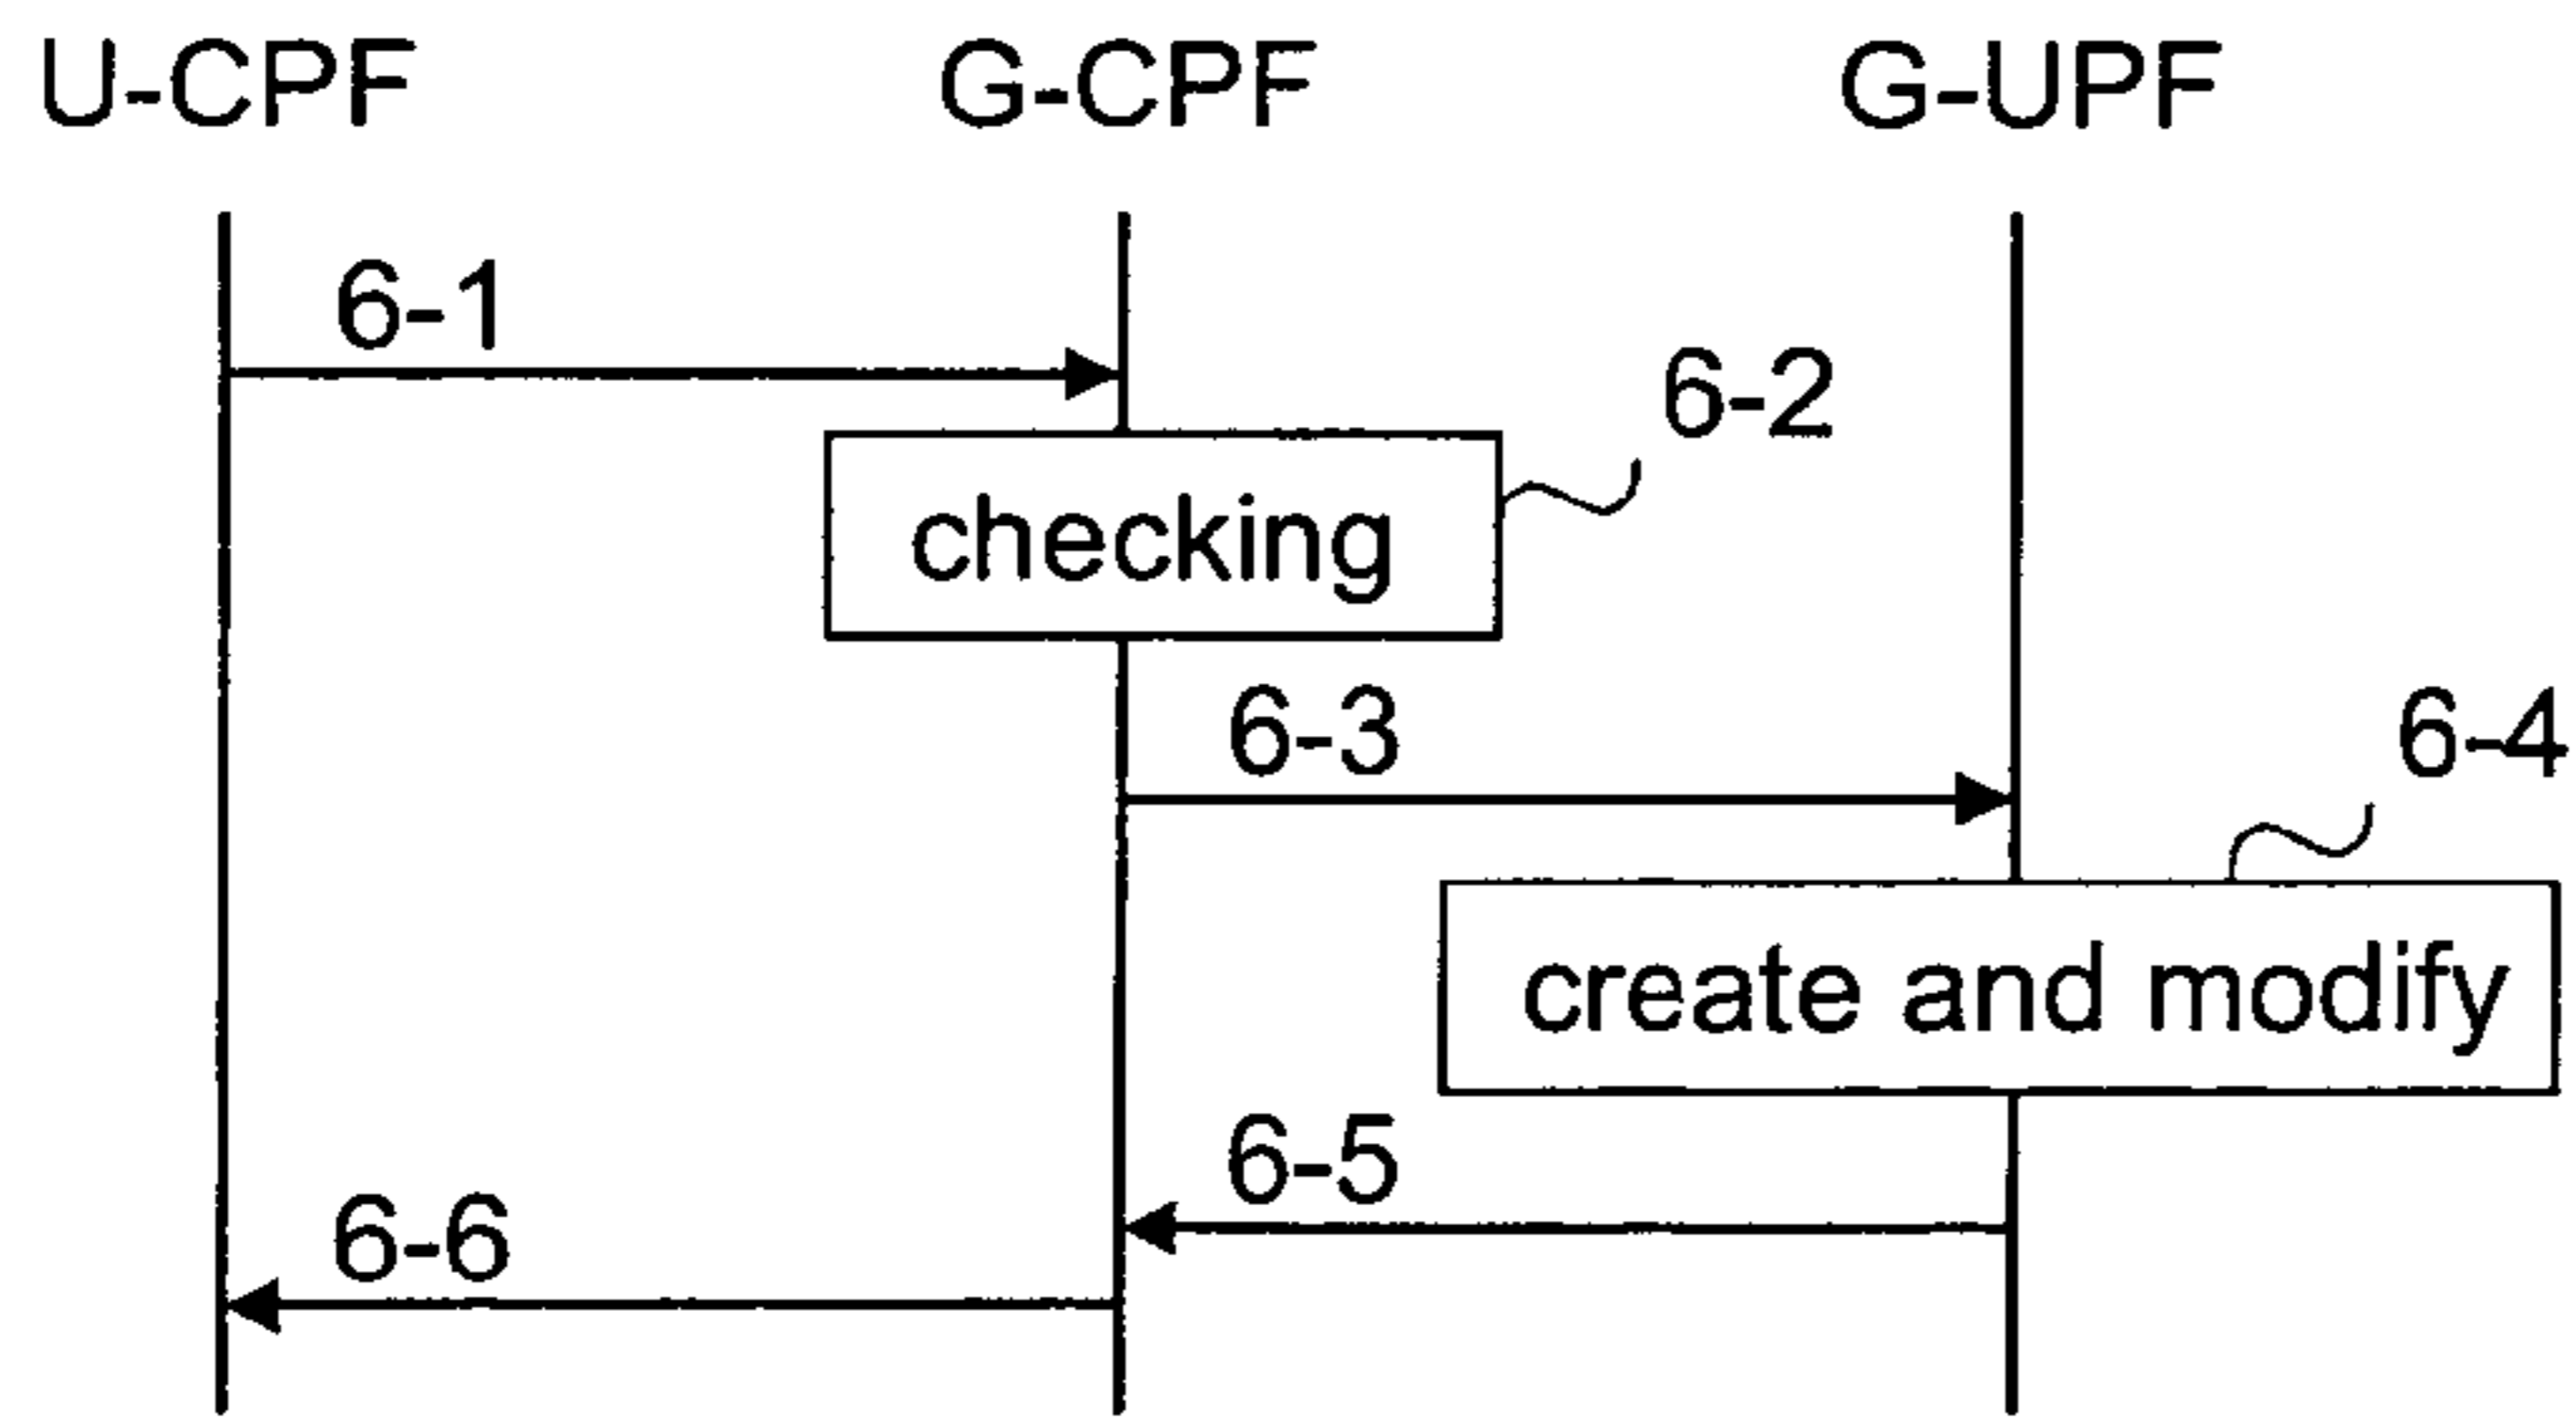 U-CPF G-CPF G-UPF
6-1
6-2
checking
6-3
6-4
create and modify
6-5
6-6